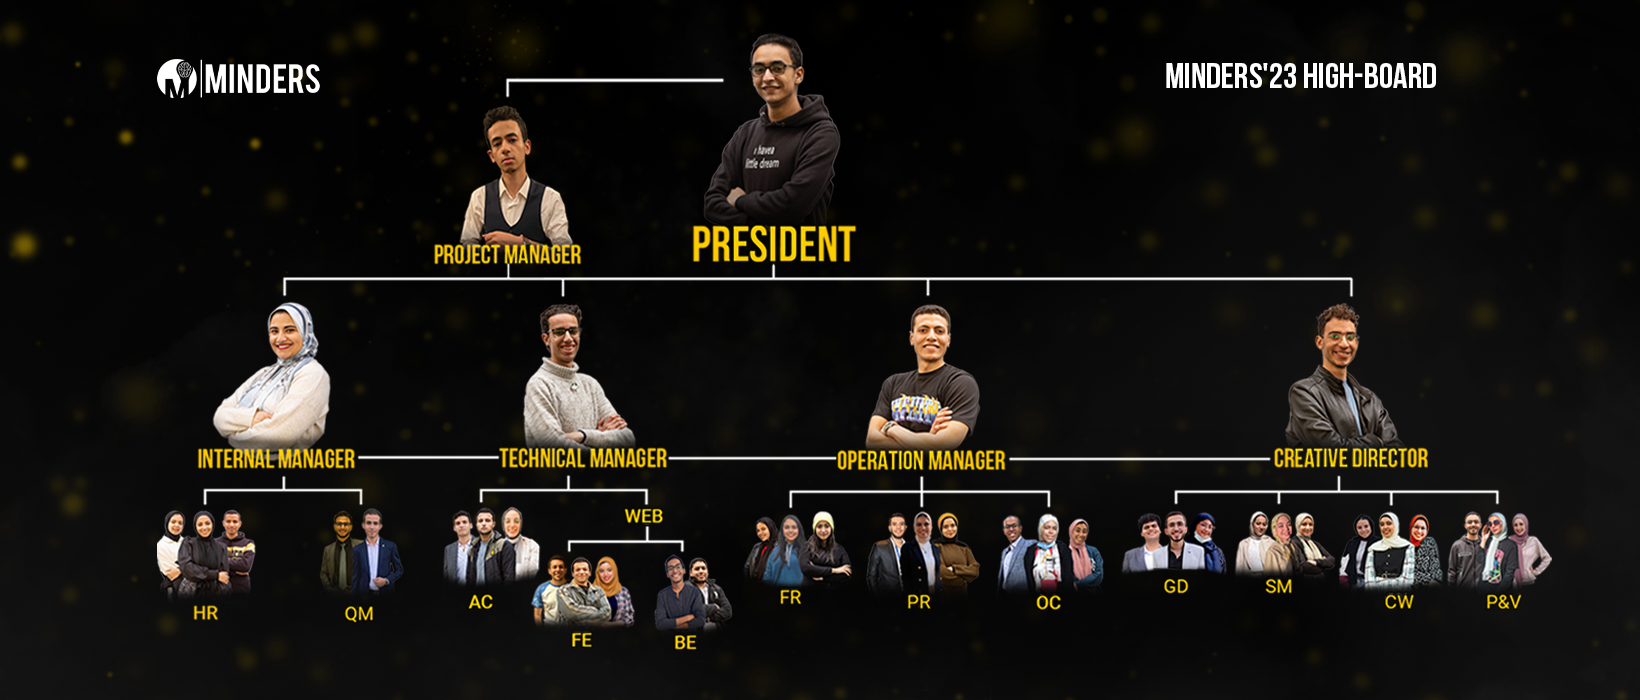 MINDERS
MINDERS'23 HIGH-BOARD
i havea
little dream
PROJECT MANAGER
PRESIDENT
INTERNAL MANAGER
TECHNICAL MANAGER
OPERATION MANAGER
CREATIVE DIRECTOR
WEB
HR
QM
AC
FE
BE
FR
PR
OC
GD
SM
CW
P&V